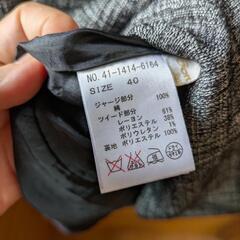 NO. 41-1414-6164
SIZE 40
ジャージ部分 100%
綿
ツイード部分 61%
レーヨン 38%
ポリエステル 1%
ポリウレタン
裏地 ポリエステル 100%